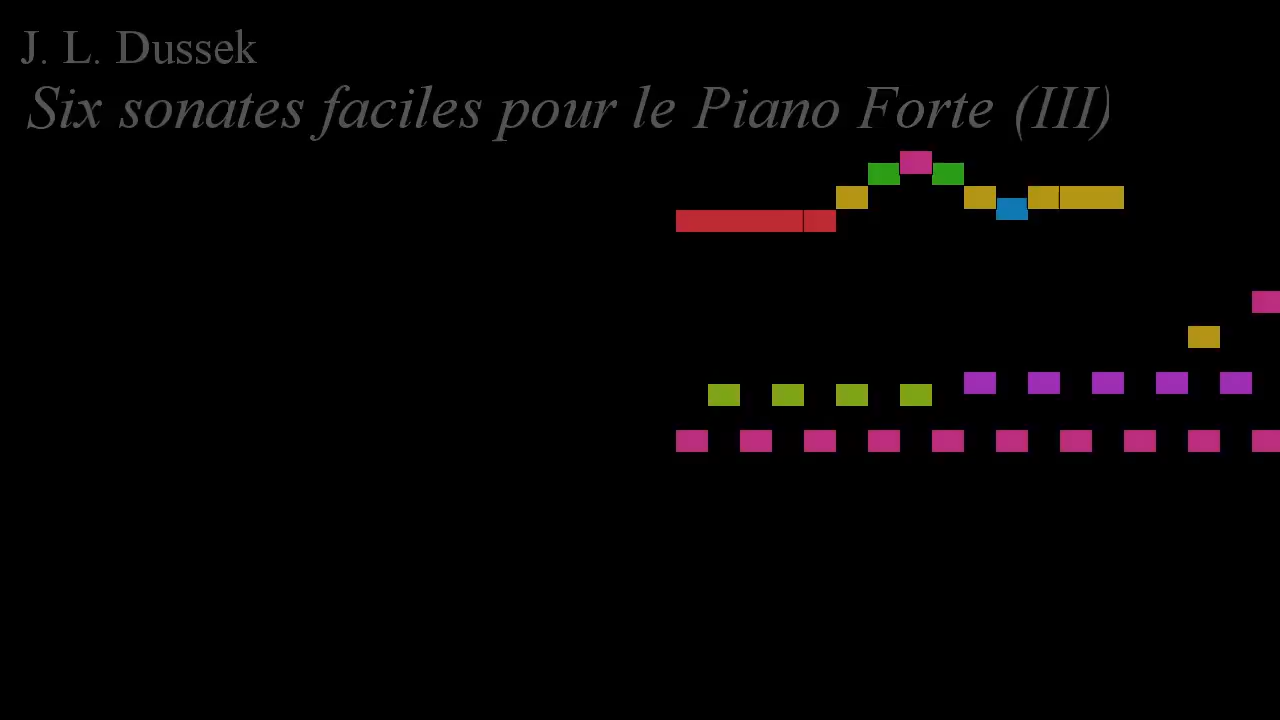 J. L. Dussek
Six sonates faciles pour le Piano Forte (III)